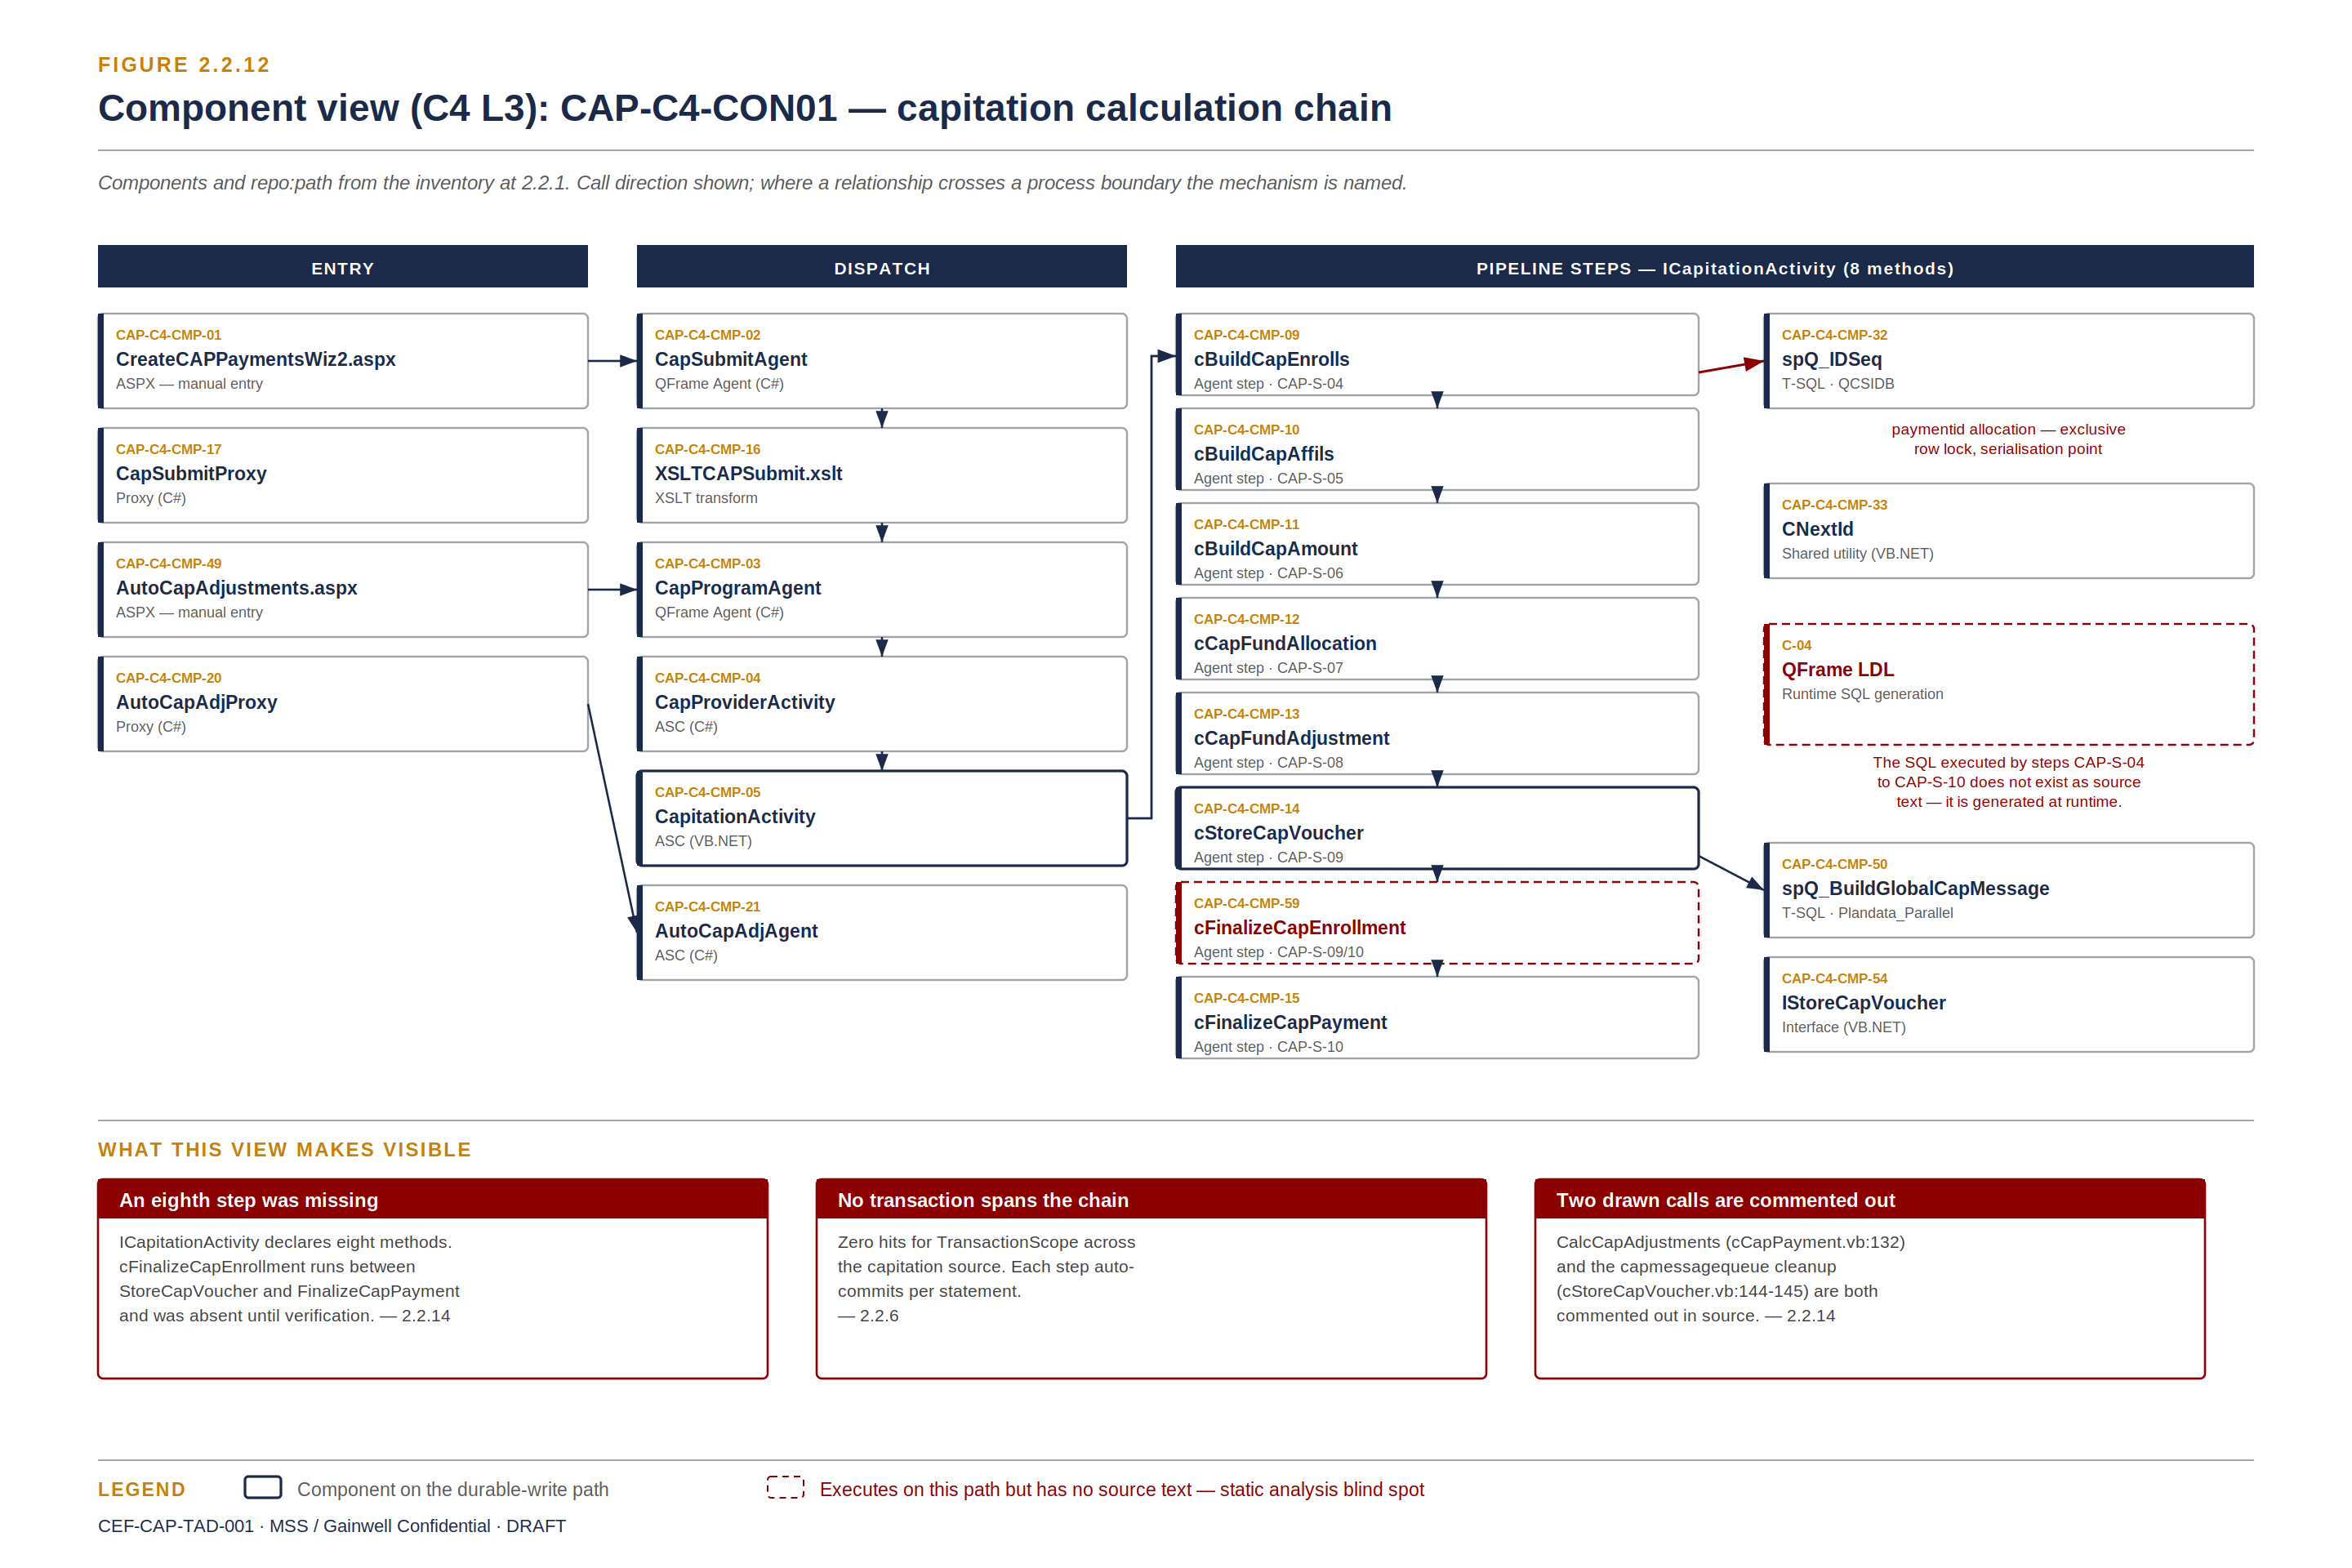 FIGURE 2.2.12
Component view (C4 L3): CAP-C4-CON01 — capitation calculation chain
Components and repo:path from the inventory at 2.2.1. Call direction shown; where a relationship crosses a process boundary the mechanism is named.
ENTRY
CAP-C4-CMP-01
CreateCAPPaymentsWiz2.aspx
ASPX — manual entry
CAP-C4-CMP-17
CapSubmitProxy
Proxy (C#)
CAP-C4-CMP-49
AutoCapAdjustments.aspx
ASPX — manual entry
CAP-C4-CMP-20
AutoCapAdjProxy
Proxy (C#)
DISPATCH
CAP-C4-CMP-02
CapSubmitAgent
QFrame Agent (C#)
CAP-C4-CMP-16
XSLTCAPSubmit.xslt
XSLT transform
CAP-C4-CMP-03
CapProgramAgent
QFrame Agent (C#)
CAP-C4-CMP-04
CapProviderActivity
ASC (C#)
CAP-C4-CMP-05
CapitationActivity
ASC (VB.NET)
CAP-C4-CMP-21
AutoCapAdjAgent
ASC (C#)
PIPELINE STEPS — ICapitationActivity (8 methods)
CAP-C4-CMP-09
cBuildCapEnrolls
Agent step · CAP-S-04
CAP-C4-CMP-10
cBuildCapAffils
Agent step · CAP-S-05
CAP-C4-CMP-11
cBuildCapAmount
Agent step · CAP-S-06
CAP-C4-CMP-12
cCapFundAllocation
Agent step · CAP-S-07
CAP-C4-CMP-13
cCapFundAdjustment
Agent step · CAP-S-08
CAP-C4-CMP-14
cStoreCapVoucher
Agent step · CAP-S-09
CAP-C4-CMP-59
cFinalizeCapEnrollment
Agent step · CAP-S-09/10
CAP-C4-CMP-15
cFinalizeCapPayment
Agent step · CAP-S-10
CAP-C4-CMP-32
spQ_IDSeq
T-SQL · QCSIDB
paymentid allocation — exclusive
row lock, serialisation point
CAP-C4-CMP-33
CNextId
Shared utility (VB.NET)
C-04
QFrame LDL
Runtime SQL generation
The SQL executed by steps CAP-S-04
to CAP-S-10 does not exist as source
text — it is generated at runtime.
CAP-C4-CMP-50
spQ_BuildGlobalCapMessage
T-SQL · Plandata_Parallel
CAP-C4-CMP-54
IStoreCapVoucher
Interface (VB.NET)
WHAT THIS VIEW MAKES VISIBLE
An eighth step was missing
ICapitationActivity declares eight methods.
cFinalizeCapEnrollment runs between
StoreCapVoucher and FinalizeCapPayment
and was absent until verification. — 2.2.14
No transaction spans the chain
Zero hits for TransactionScope across
the capitation source. Each step auto-
commits per statement.
— 2.2.6
Two drawn calls are commented out
CalcCapAdjustments (cCapPayment.vb:132)
and the capmessagequeue cleanup
(cStoreCapVoucher.vb:144-145) are both
commented out in source. — 2.2.14
LEGEND
Component on the durable-write path
Executes on this path but has no source text — static analysis blind spot
CEF-CAP-TAD-001 · MSS / Gainwell Confidential · DRAFT